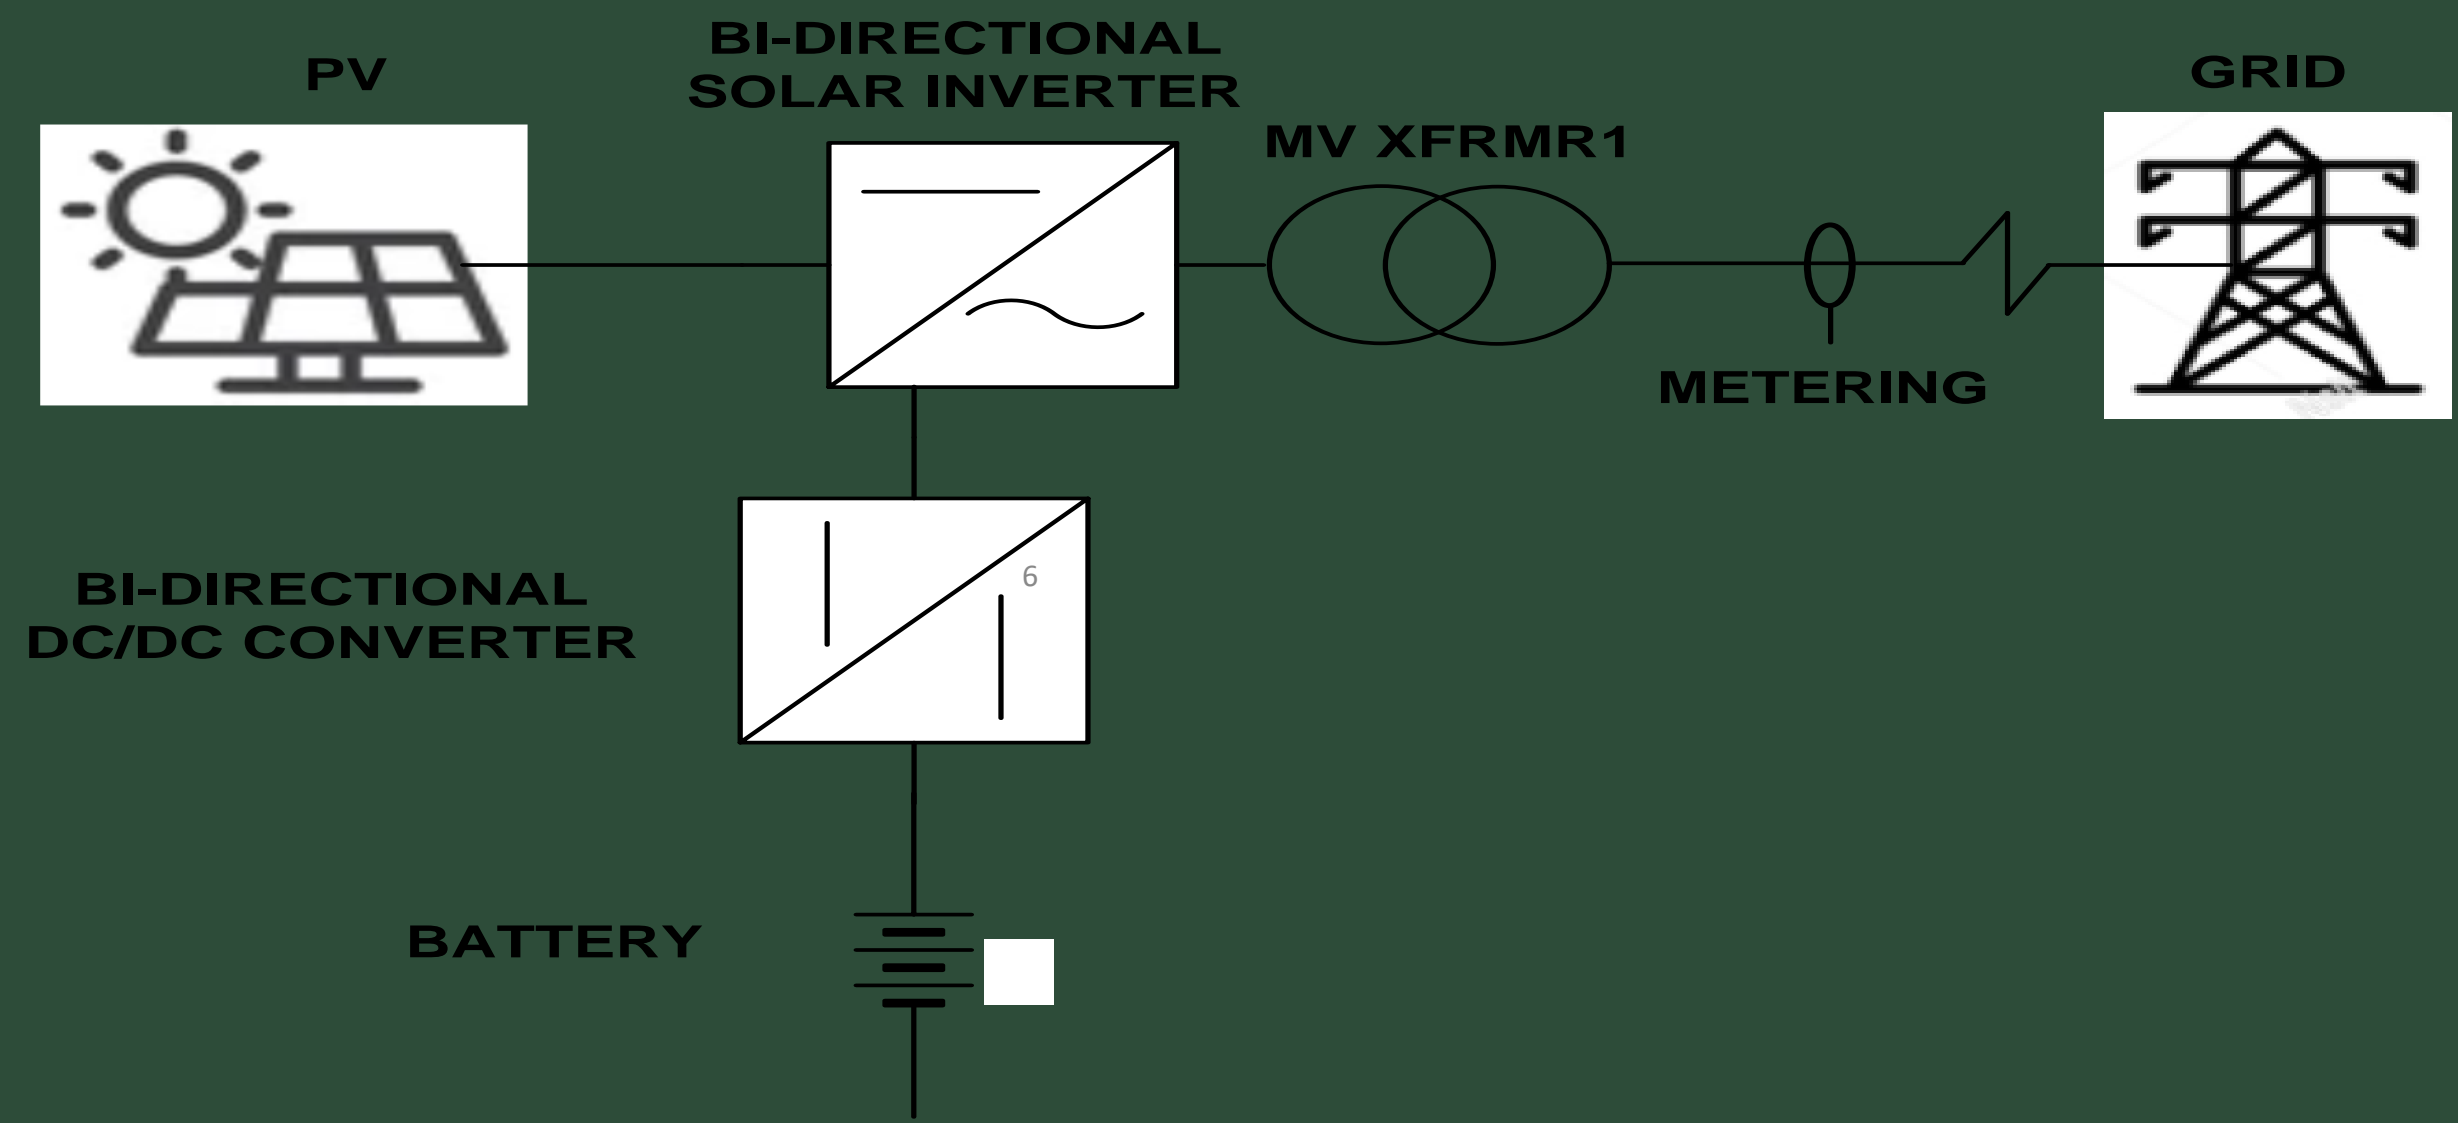 PV
BI-DIRECTIONAL
SOLAR INVERTER
MV XFRMR1
GRID
METERING
BI-DIRECTIONAL
DC/DC CONVERTER
6
BATTERY